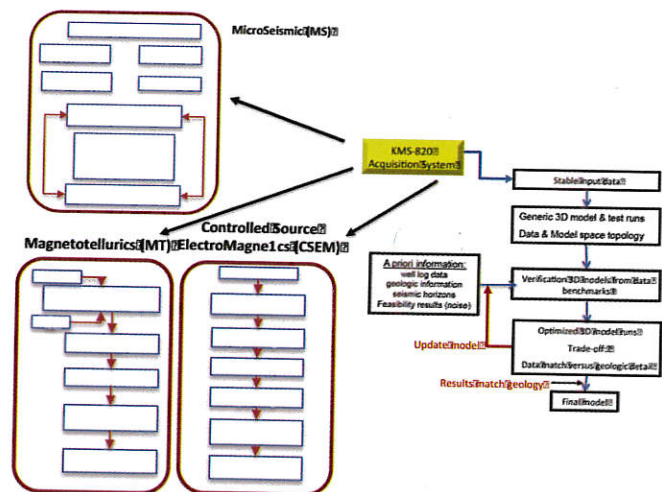 MicroSeismic (MS)
KMS-820
Acquisition System
Stable input data
Generic 3D model & test runs
Data & Model space topology
Controlled Source
Magnetotellurics (MT)
ElectroMagne1cs (CSEM)
A priori information:
well log data
geologic information
seismic horizons
Feasibility results (noise)
Verification 3D models from data
benchmarks
Optimized 3D model runs
Trade-off:
Data match versus geologic detail
Update model
Results match geology
Final model